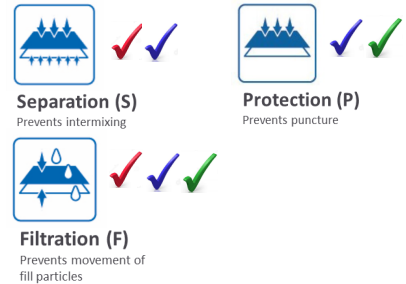 Separation (S)
Prevents intermixing
Protection (P)
Prevents puncture
Filtration (F)
Prevents movement of
fill particles